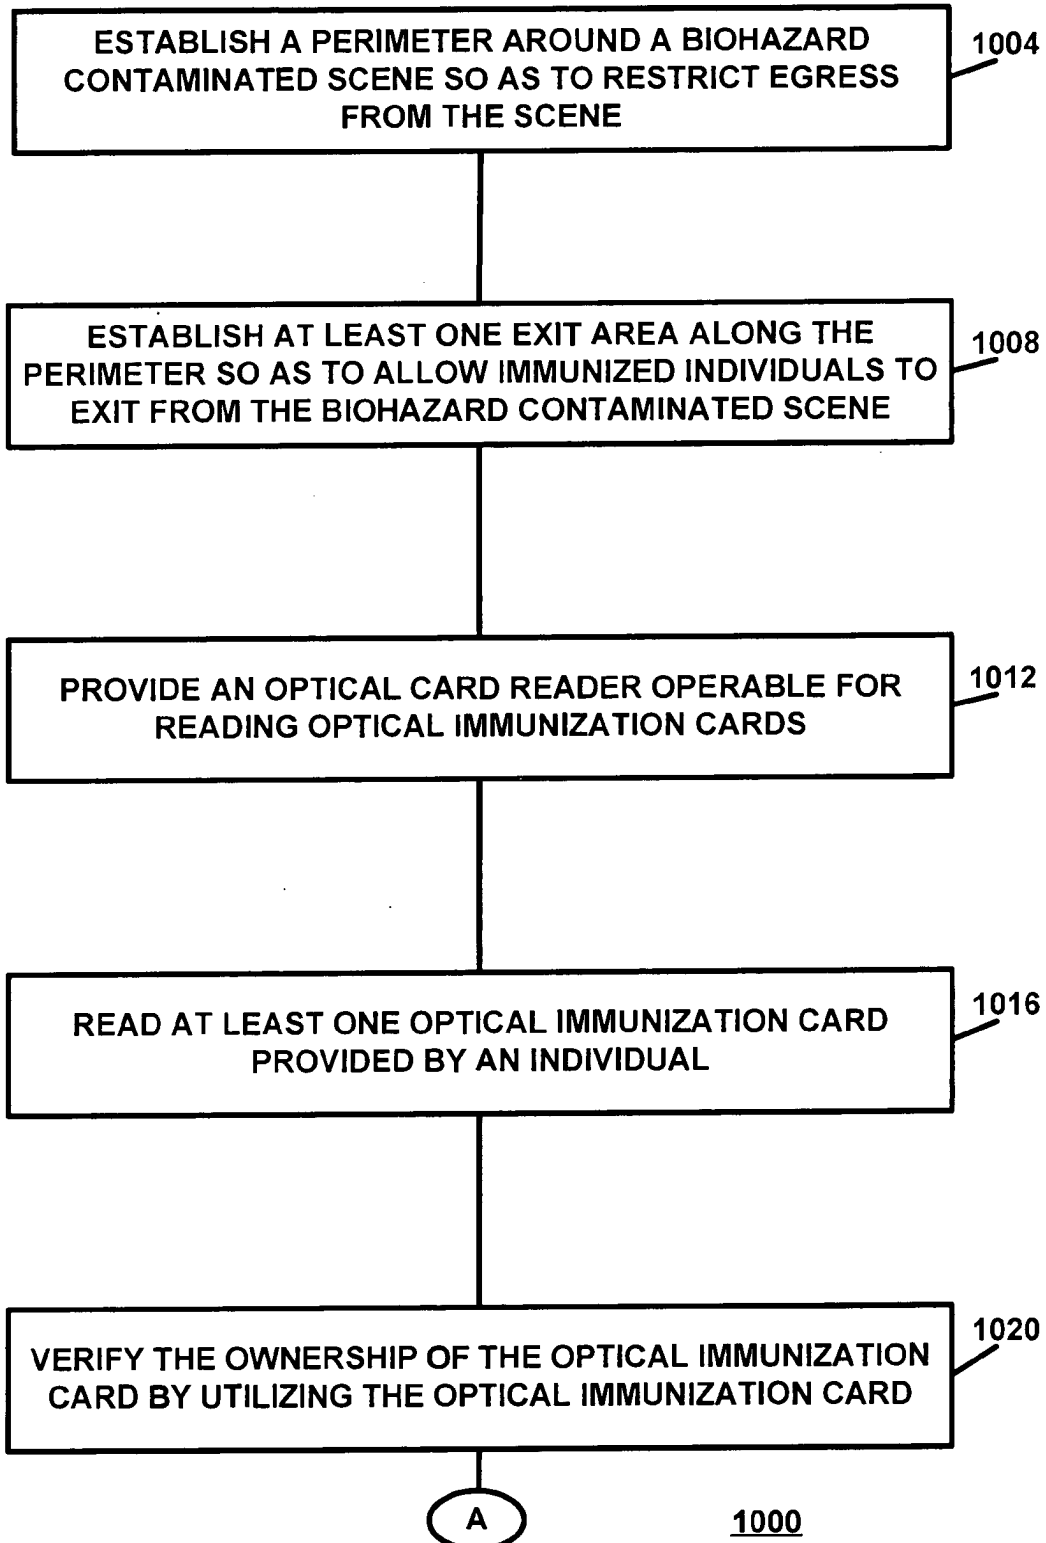 ESTABLISH A PERIMETER AROUND A BIOHAZARD
CONTAMINATED SCENE SO AS TO RESTRICT EGRESS
FROM THE SCENE
1004
ESTABLISH AT LEAST ONE EXIT AREA ALONG THE
PERIMETER SO AS TO ALLOW IMMUNIZED INDIVIDUALS TO
EXIT FROM THE BIOHAZARD CONTAMINATED SCENE
1008
PROVIDE AN OPTICAL CARD READER OPERABLE FOR
READING OPTICAL IMMUNIZATION CARDS
1012
READ AT LEAST ONE OPTICAL IMMUNIZATION CARD
PROVIDED BY AN INDIVIDUAL
1016
VERIFY THE OWNERSHIP OF THE OPTICAL IMMUNIZATION
CARD BY UTILIZING THE OPTICAL IMMUNIZATION CARD
1020
A
1000